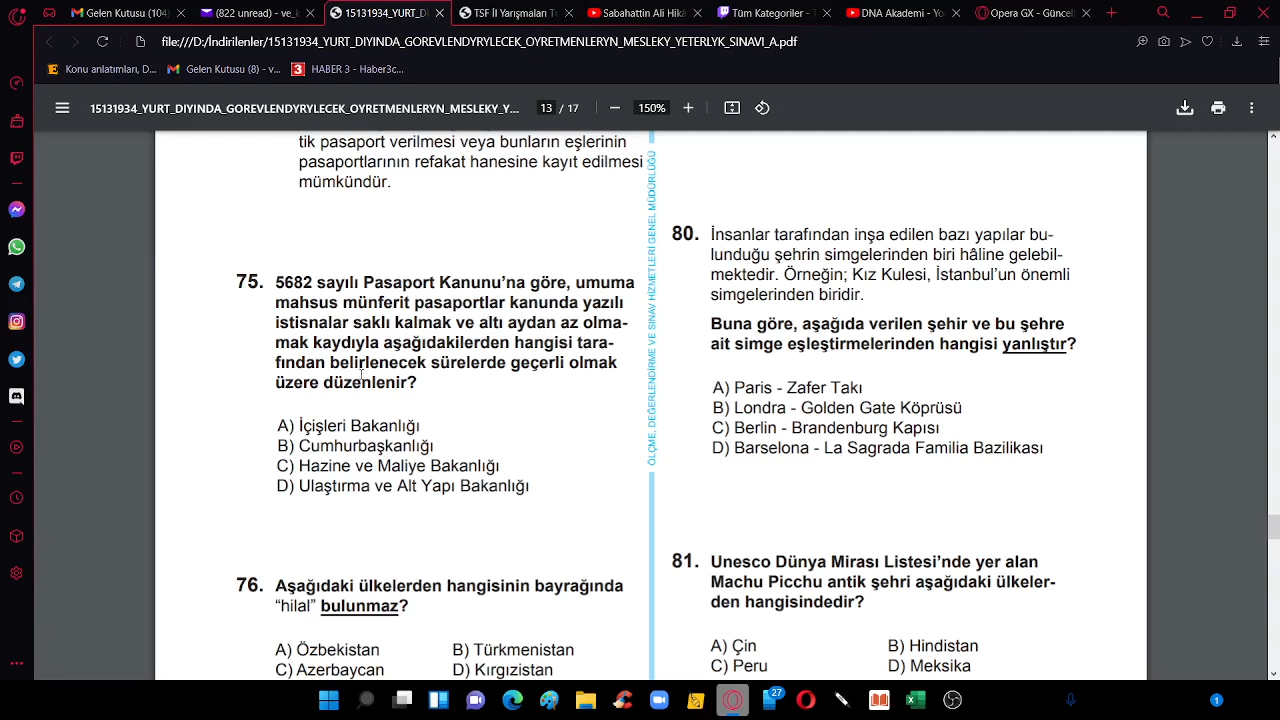 Gelen Kutusu (104)
(822 unread) - ve_k
15131934_YURT_D
TSF İl Yarışmaları Tu
Sabahattin Ali Hikâ
Tüm Kategoriler - T
DNA Akademi - Yo
Opera GX - Güncell
file:///D:/İndirilenler/15131934_YURT_DIYINDA_GOREVLENDYRYLECEK_OYRETMENLERYN_MESLEKY_YETERLYK_SINAVI_A.pdf
Konu anlatımları, D...
Gelen Kutusu (8) - v...
HABER 3 - Haber3c...
15131934_YURT_DIYINDA_GOREVLENDYRYLECEK_OYRETMENLERYN_MESLEKY_Y...
13 / 17
150%
tik pasaport verilmesi veya bunların eşlerinin
pasaportlarının refakat hanesine kayıt edilmesi
mümkündür.
75. 5682 sayılı Pasaport Kanunu’na göre, umuma
mahsus münferit pasaportlar kanunda yazılı
istisnalar saklı kalmak ve altı aydan az olma-
mak kaydıyla aşağıdakilerden hangisi tara-
fından belirlenecek sürelerde geçerli olmak
üzere düzenlenir?
A) İçişleri Bakanlığı
B) Cumhurbaşkanlığı
C) Hazine ve Maliye Bakanlığı
D) Ulaştırma ve Alt Yapı Bakanlığı
76. Aşağıdaki ülkelerden hangisinin bayrağında
“hilal” bulunmaz?
A) Özbekistan B) Türkmenistan
C) Azerbaycan D) Kırgızistan
ÖLÇME, DEĞERLENDİRME VE SINAV HİZMETLERİ GENEL MÜDÜRLÜĞÜ
80. İnsanlar tarafından inşa edilen bazı yapılar bu-
lunduğu şehrin simgelerinden biri hâline gelebil-
mektedir. Örneğin; Kız Kulesi, İstanbul’un önemli
simgelerinden biridir.
Buna göre, aşağıda verilen şehir ve bu şehre
ait simge eşleştirmelerinden hangisi yanlıştır?
A) Paris - Zafer Takı
B) Londra - Golden Gate Köprüsü
C) Berlin - Brandenburg Kapısı
D) Barselona - La Sagrada Familia Bazilikası
81. Unesco Dünya Mirası Listesi’nde yer alan
Machu Picchu antik şehri aşağıdaki ülkeler-
den hangisindedir?
A) Çin B) Hindistan
C) Peru D) Meksika
27
1